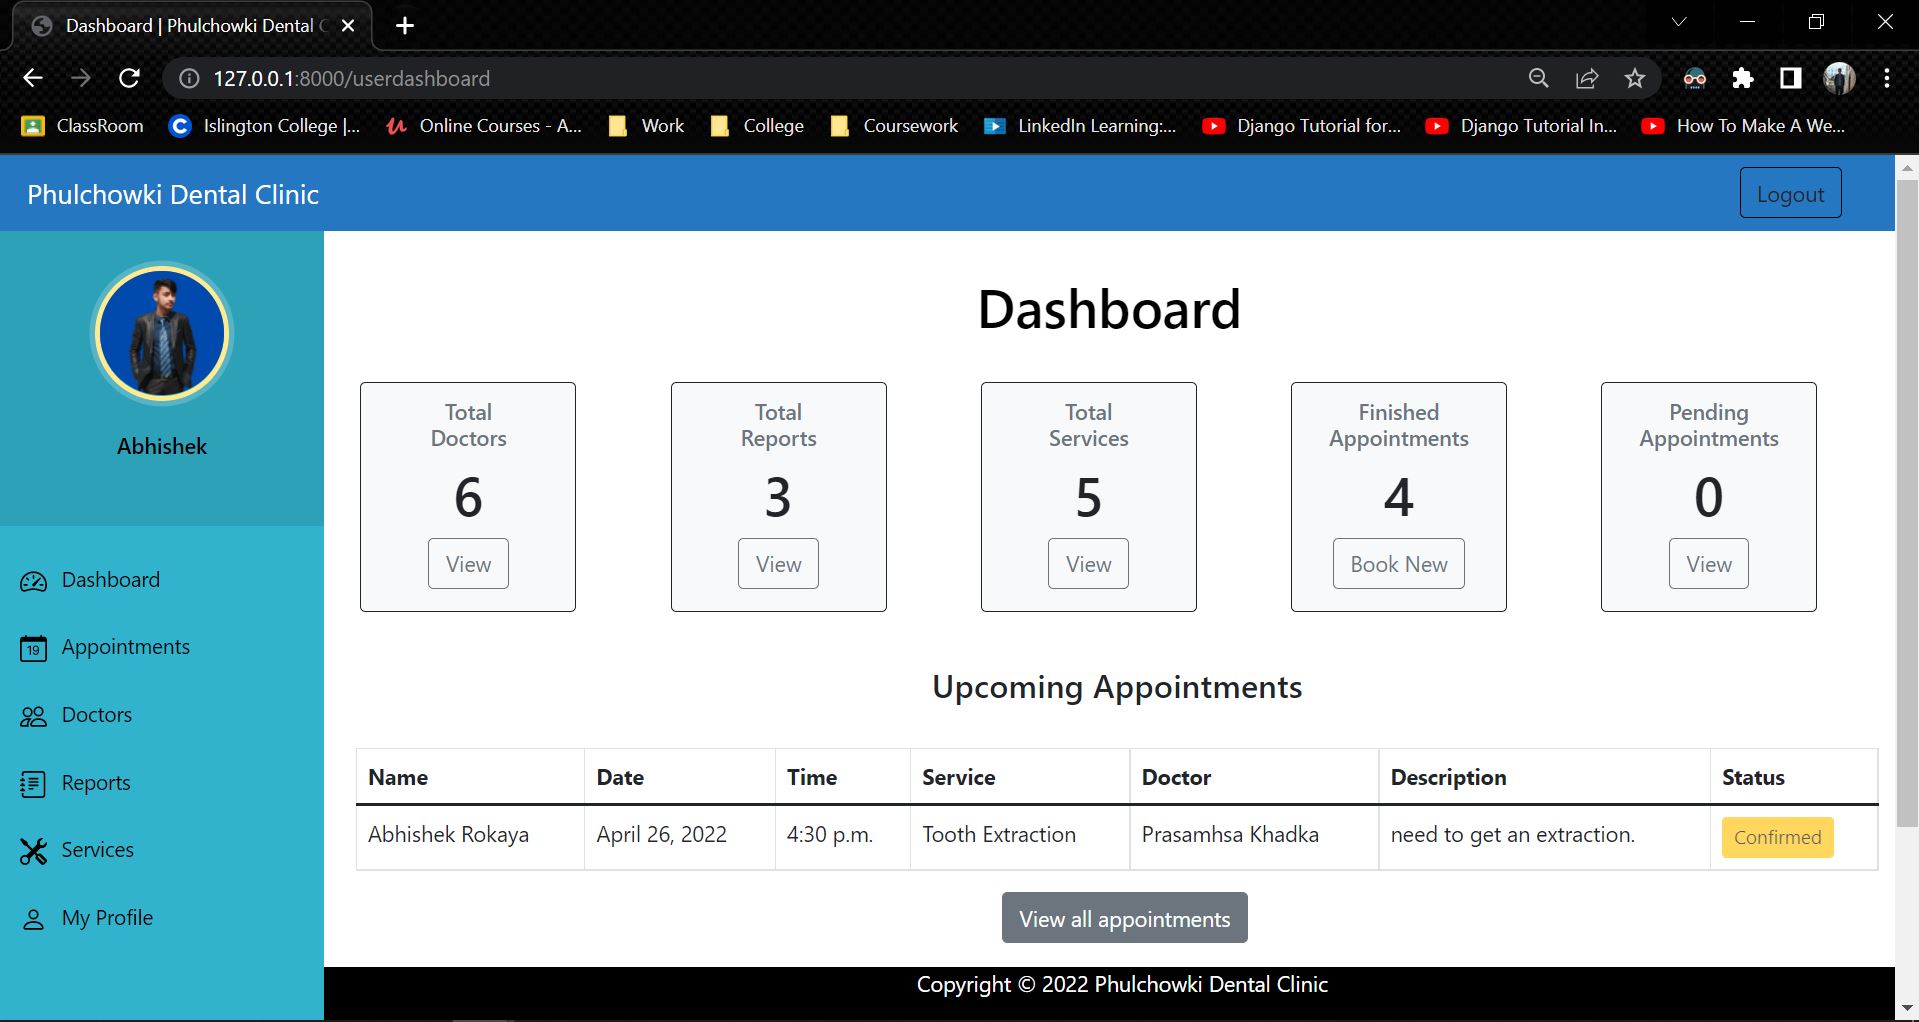 Dashboard | Phulchowki Dental
127.0.0.1:8000/userdashboard
ClassRoom
Islington College |...
Online Courses - A...
Work
College
Coursework
LinkedIn Learning:...
Django Tutorial for...
Django Tutorial In...
How To Make A We...
Phulchowki Dental Clinic
Logout
Abhishek
Dashboard
19
Appointments
Doctors
Reports
Services
My Profile
Dashboard
Total
Doctors
6
View
Total
Reports
3
View
Total
Services
5
View
Finished
Appointments
4
Book New
Pending
Appointments
0
View
Upcoming Appointments
Name Date Time Service Doctor Description Status
Abhishek Rokaya April 26, 2022 4:30 p.m. Tooth Extraction Prasamhsa Khadka need to get an extraction. Confirmed
View all appointments
Copyright © 2022 Phulchowki Dental Clinic